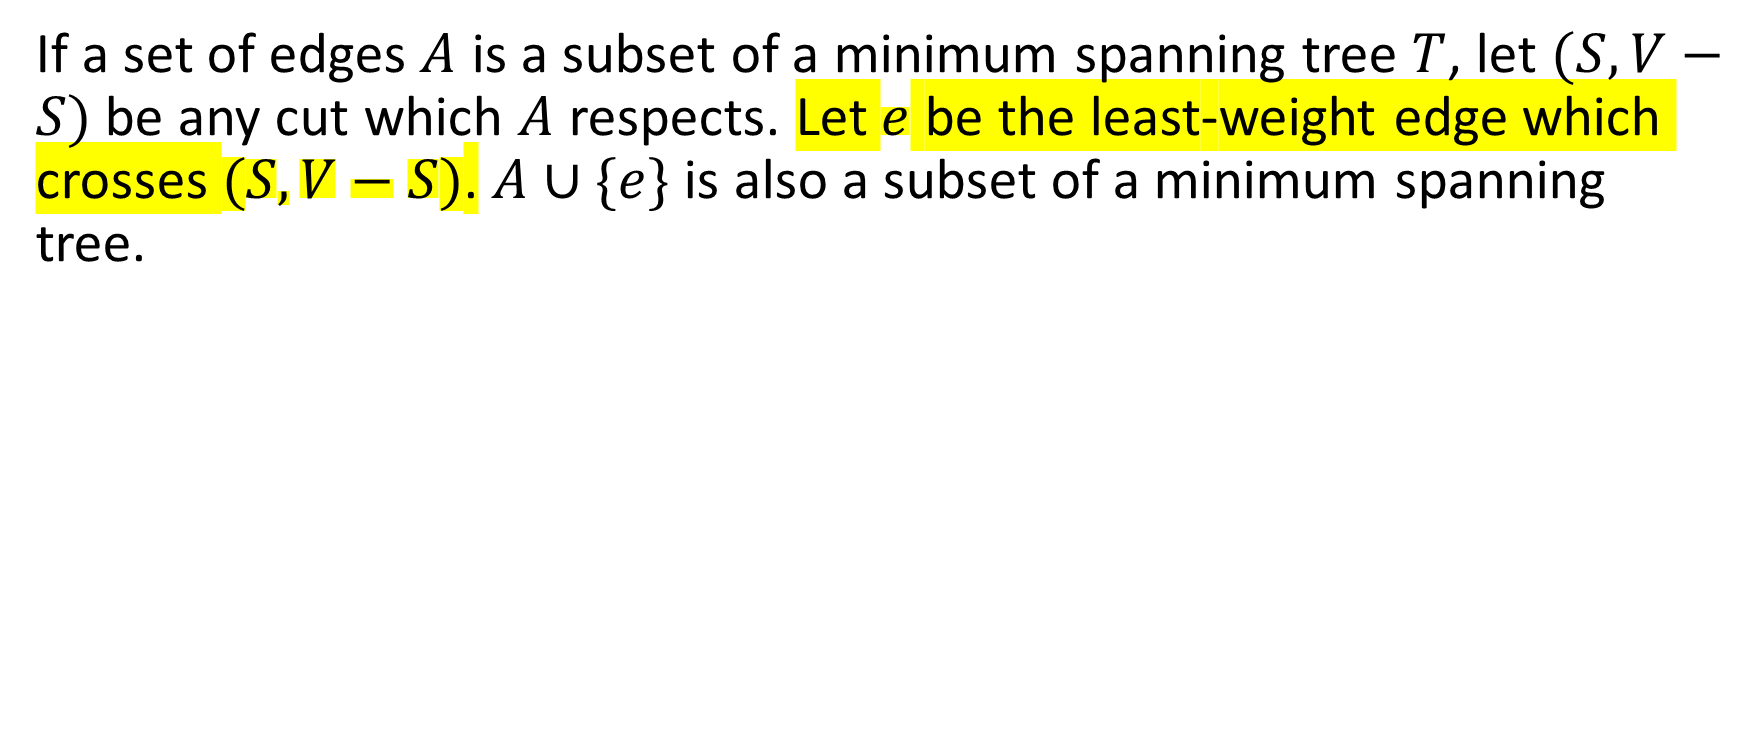 If a set of edges 𝐴 is a subset of a minimum spanning tree 𝑇, let (𝑆, 𝑉 −
𝑆) be any cut which 𝐴 respects. Let 𝑒 be the least-weight edge which
crosses (𝑆, 𝑉 − 𝑆). 𝐴 ∪ {𝑒} is also a subset of a minimum spanning
tree.